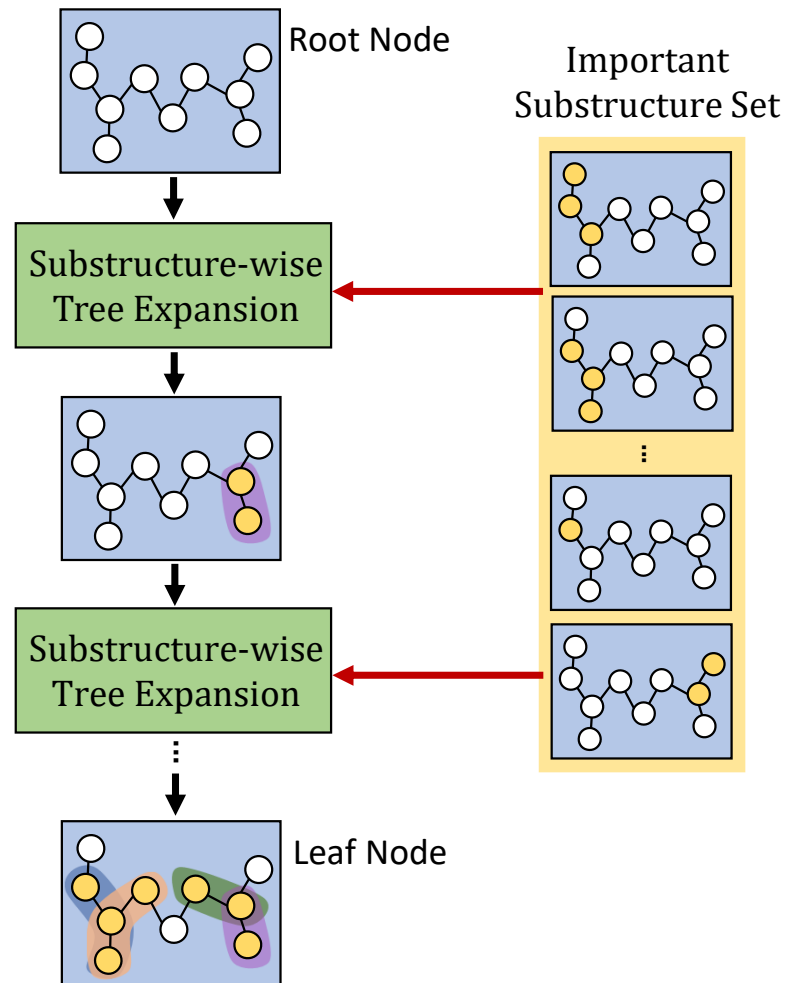 Root Node
Important
Substructure Set
Substructure-wise
Tree Expansion
...
Substructure-wise
Tree Expansion
...
Leaf Node